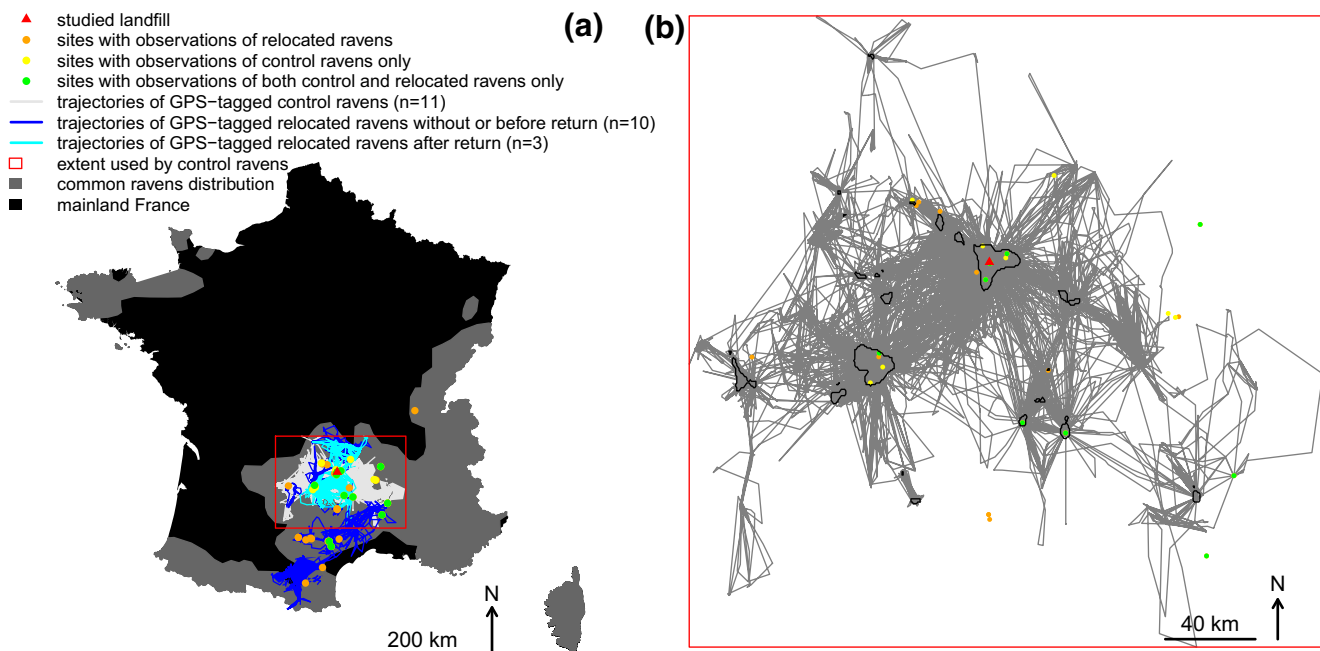 studied landfill
sites with observations of relocated ravens
sites with observations of control ravens only
sites with observations of both control and relocated ravens only
trajectories of GPS−tagged control ravens (n=11)
trajectories of GPS−tagged relocated ravens without or before return (n=10)
trajectories of GPS−tagged relocated ravens after return (n=3)
extent used by control ravens
common ravens distribution
mainland France
(a)
N
200 km
(b)
N
40 km